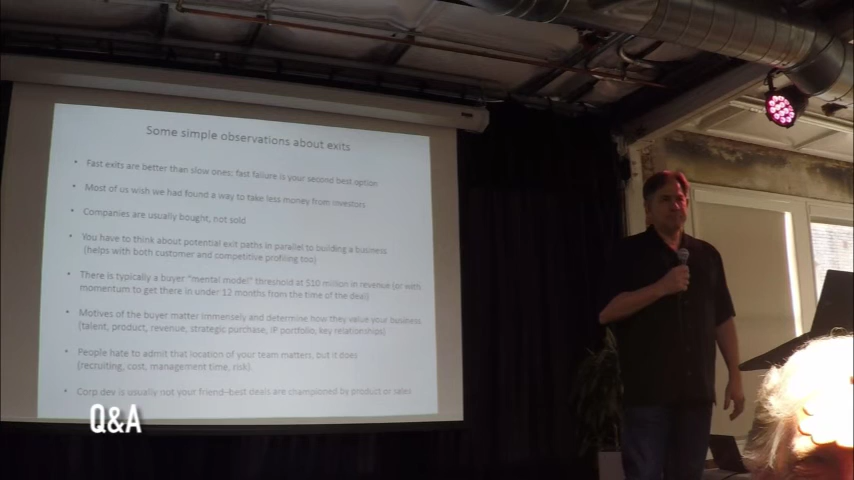 Some simple observations about exits
• Fast exits are better than slow ones: fast failure is your second best option
• Most of us wish we had found a way to take less money from investors
• Companies are usually bought, not sold
• You have to think about potential exit paths in parallel to building a business
(helps with both customer and competitive profiling too)
• There is typically a buyer "mental model" threshold at $10 million in revenue (or with
momentum to get there in under 12 months from the time of the deal)
• Motives of the buyer matter immensely and determine how they value your business
(talent, product, revenue, strategic purchase, IP portfolio, key relationships)
• People hate to admit that location of your team matters, but it does
(recruiting, cost, management time, risk).
• Corp dev is usually not your friend–best deals are championed by product or sales
Q&A